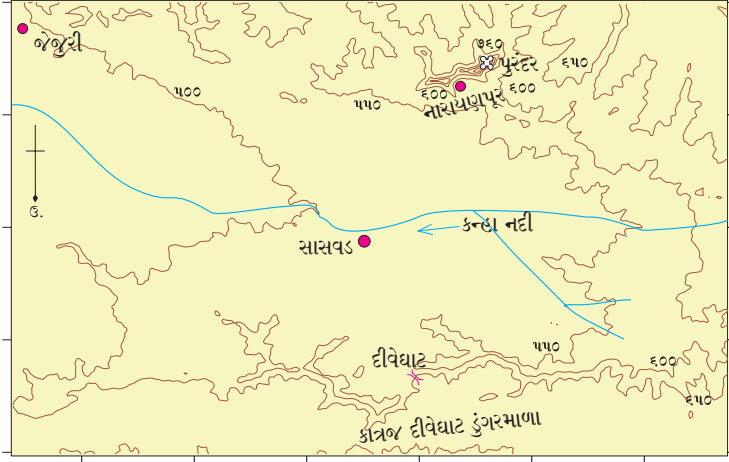 ૭૬૦
જેજુરી
પુરંદર
૬૫૦
૫૦૦
૫૫૦
૬૦૦
૬૦૦
નારાયણપૂર
ઉ.
કન્હા નદી
સાસવડ
૫૫૦
દીવેઘાટ
૬૦૦
૬૫૦
કાત્રજ દીવેઘાટ ડુંગરમાળા